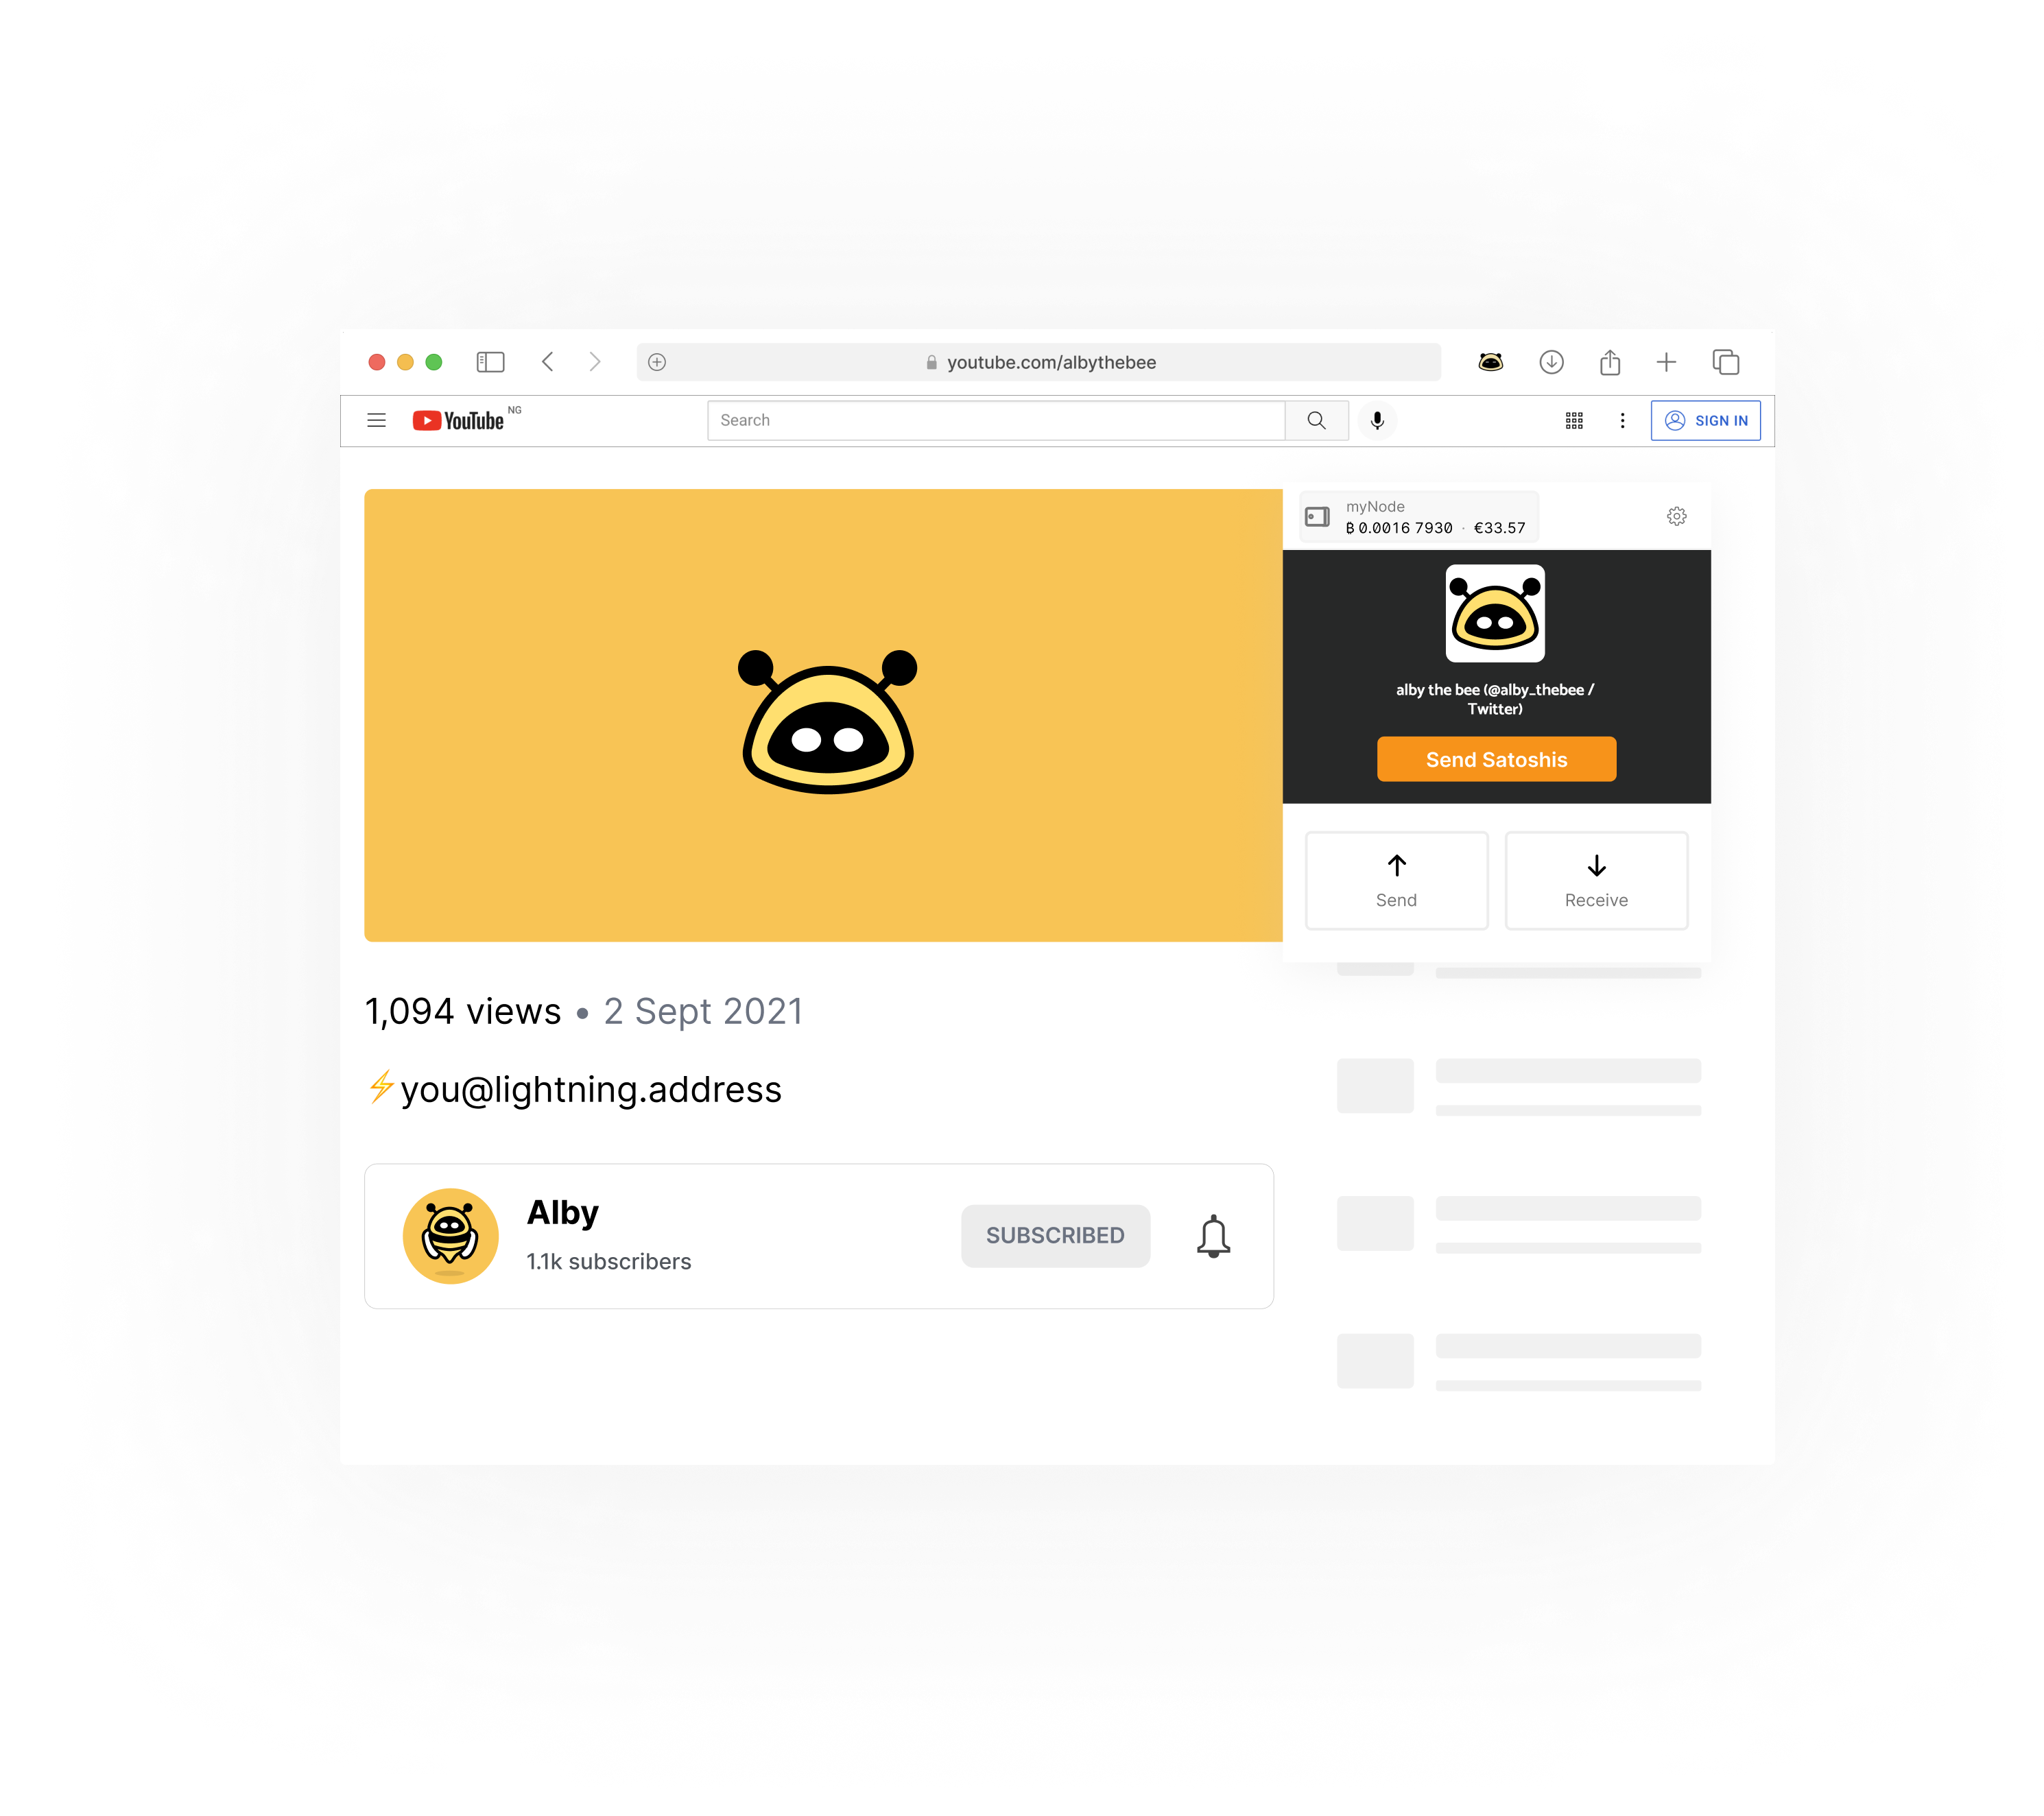 youtube.com/albythebee
YouTube NG
Search
SIGN IN
myNode
₿ 0.0016 7930 · €33.57
alby the bee (@alby_thebee /
Twitter)
Send Satoshis
Send
Receive
1,094 views • 2 Sept 2021
⚡you@lightning.address
Alby
1.1k subscribers
SUBSCRIBED